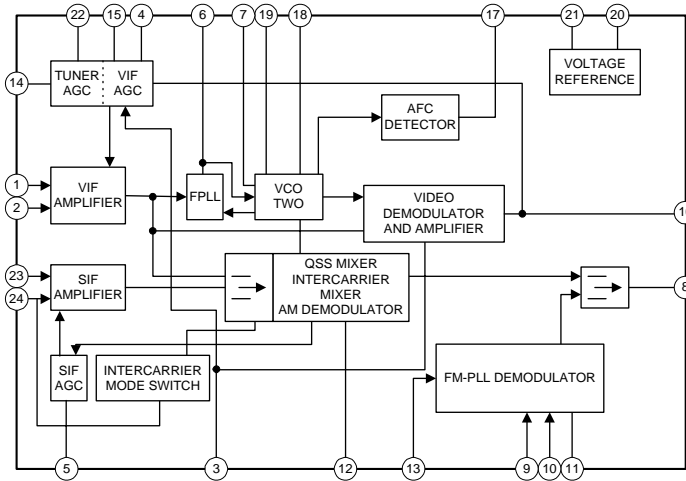 22 15 4 6 7 19 18 17 21 20
14
TUNER AGC
VIF AGC
VOLTAGE REFERENCE
AFC DETECTOR
1
2
VIF AMPLIFIER
FPLL
VCO TWO
VIDEO DEMODULATOR AND AMPLIFIER
23
24
SIF AMPLIFIER
QSS MIXER
INTERCARRIER
MIXER
AM DEMODULATOR
8
SIF AGC
INTERCARRIER MODE SWITCH
FM-PLL DEMODULATOR
5 3 12 13 9 10 11